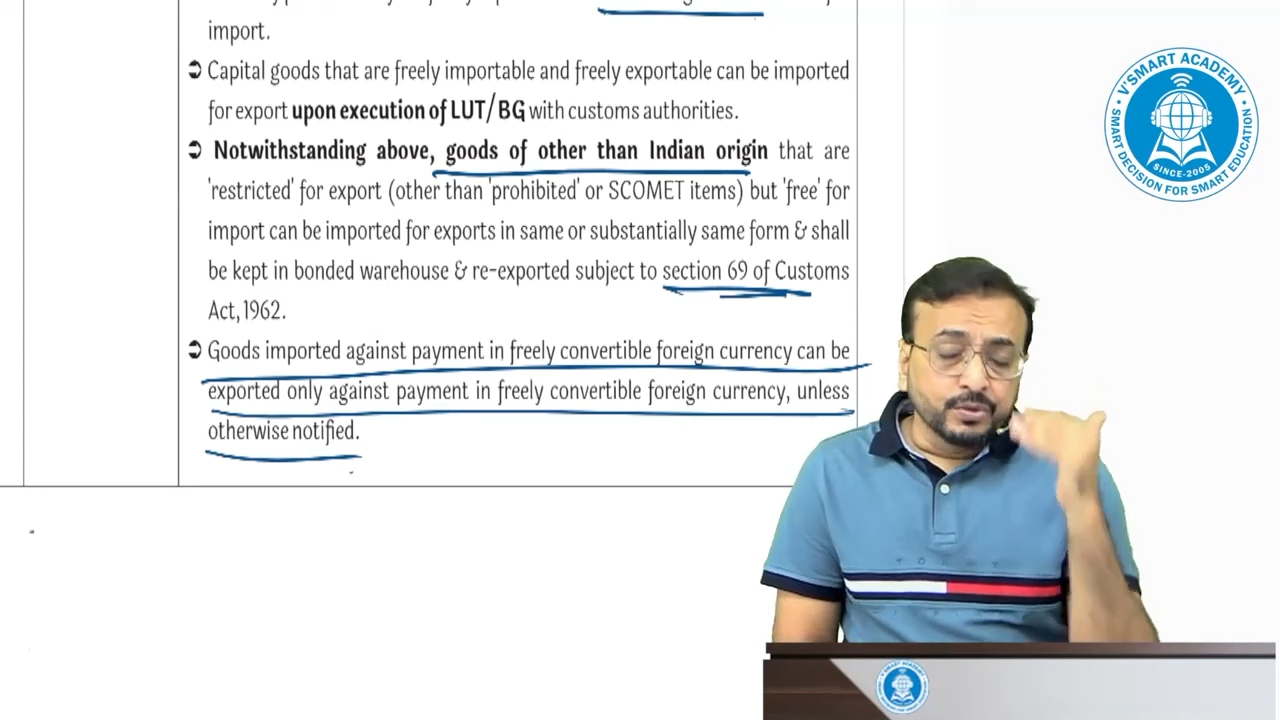 import.
➲ Capital goods that are freely importable and freely exportable can be imported
for export upon execution of LUT/BG with customs authorities.
➲ Notwithstanding above, goods of other than Indian origin that are
'restricted' for export (other than 'prohibited' or SCOMET items) but 'free' for
import can be imported for exports in same or substantially same form & shall
be kept in bonded warehouse & re-exported subject to section 69 of Customs
Act, 1962.
➲ Goods imported against payment in freely convertible foreign currency can be
exported only against payment in freely convertible foreign currency, unless
otherwise notified.
V'SMART ACADEMY
SINCE-2005
SMART DECISION FOR SMART EDUCATION